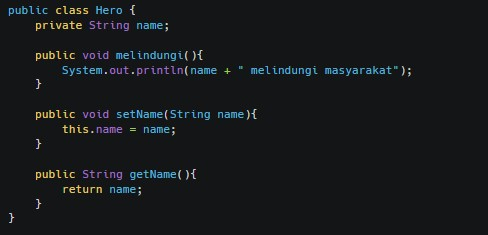 public class Hero {
    private String name;

    public void melindungi(){
        System.out.println(name + " melindungi masyarakat");
    }

    public void setName(String name){
        this.name = name;
    }

    public String getName(){
        return name;
    }
}